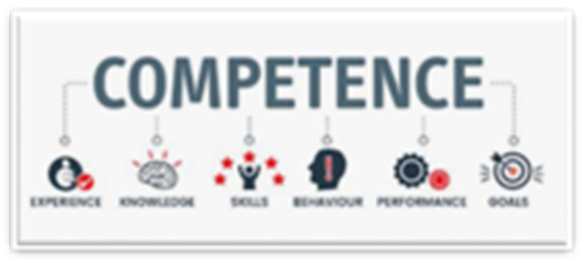 COMPETENCE
EXPERIENCE KNOWLEDGE SKILLS BEHAVIOUR PERFORMANCE GOALS